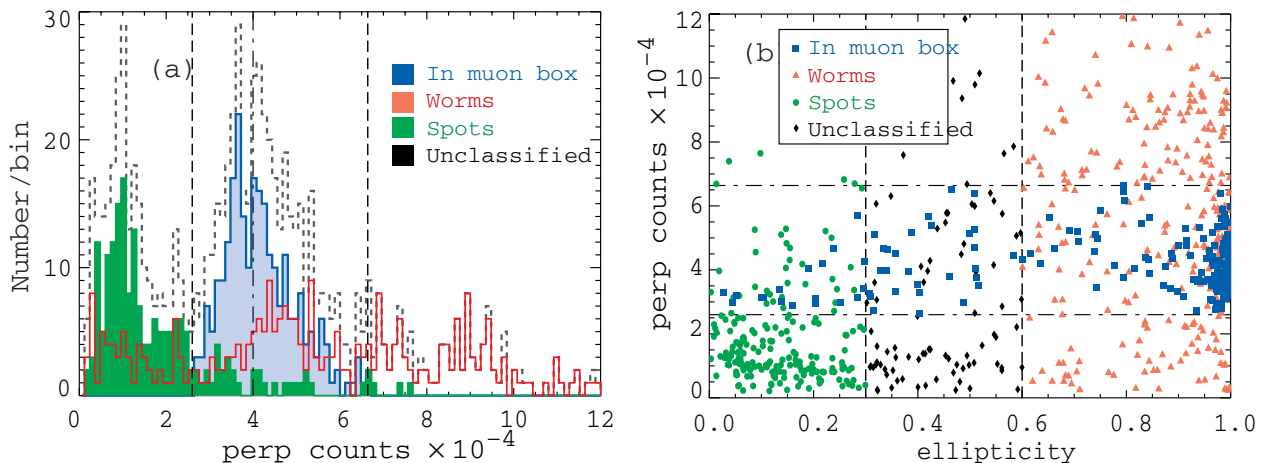 30
20
10
0
Number/bin
(a)
In muon box
Worms
Spots
Unclassified
0 2 4 6 8 10 12
perp counts ×10⁻⁴
12
10
8
6
4
2
0
perp counts ×10⁻⁴
(b
In muon box
Worms
Spots
Unclassified
0.0 0.2 0.4 0.6 0.8 1.0
ellipticity